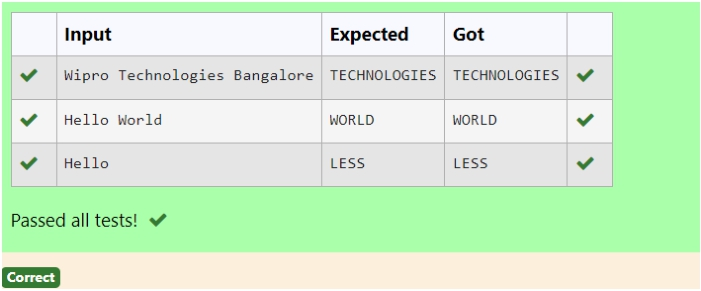 Input Expected Got
Wipro Technologies Bangalore TECHNOLOGIES TECHNOLOGIES
Hello World WORLD WORLD
Hello LESS LESS
Passed all tests!
Correct